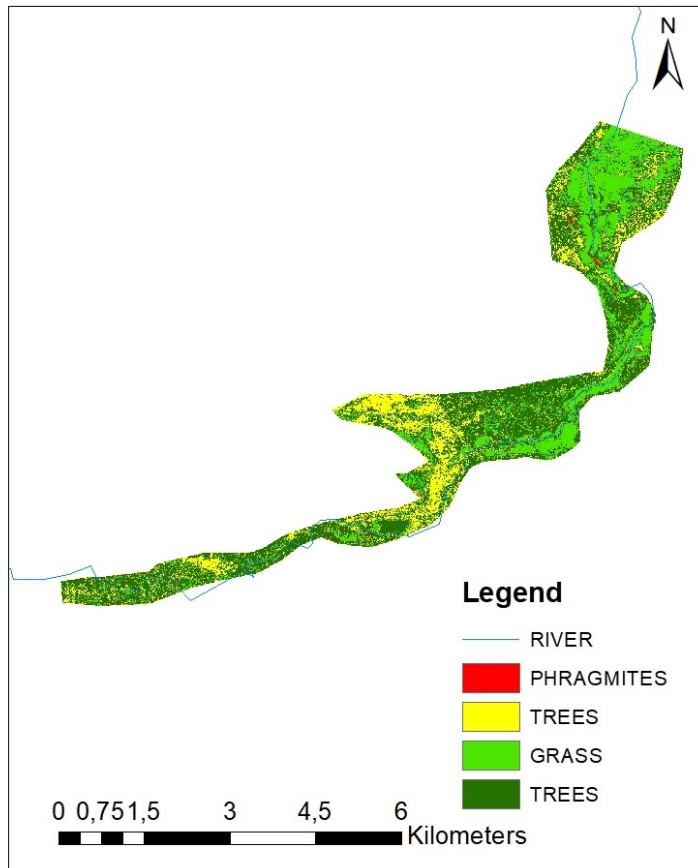 N
Legend
RIVER
PHRAGMITES
TREES
GRASS
TREES
0 0,75 1,5 3 4,5 6
Kilometers